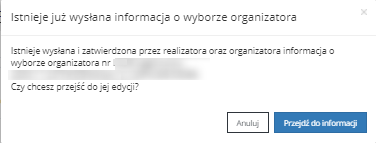 Istnieje już wysłana informacja o wyborze organizatora
×
Istnieje wysłana i zatwierdzona przez realizatora oraz organizatora informacja o
wyborze organizatora nr
Czy chcesz przejść do jej edycji?
Anuluj
Przejdź do informacji